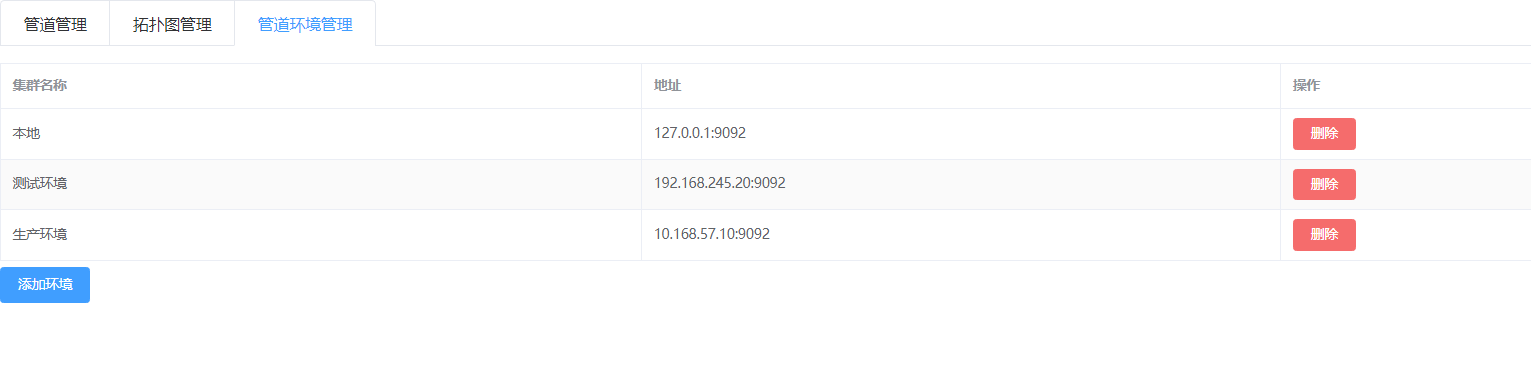 管道管理 拓扑图管理 管道环境管理
集群名称 地址 操作
本地 127.0.0.1:9092 删除
测试环境 192.168.245.20:9092 删除
生产环境 10.168.57.10:9092 删除
添加环境